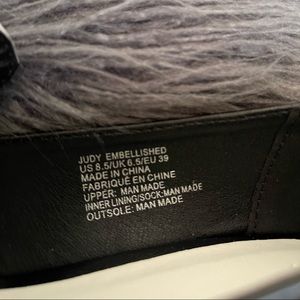 JUDY EMBELLISHED
US 8.5/UK 6.5/EU 39
MADE IN CHINA
FABRIQUÉ EN CHINE
UPPER: MAN MADE
INNER LINING/SOCK:MAN MADE
OUTSOLE: MAN MADE